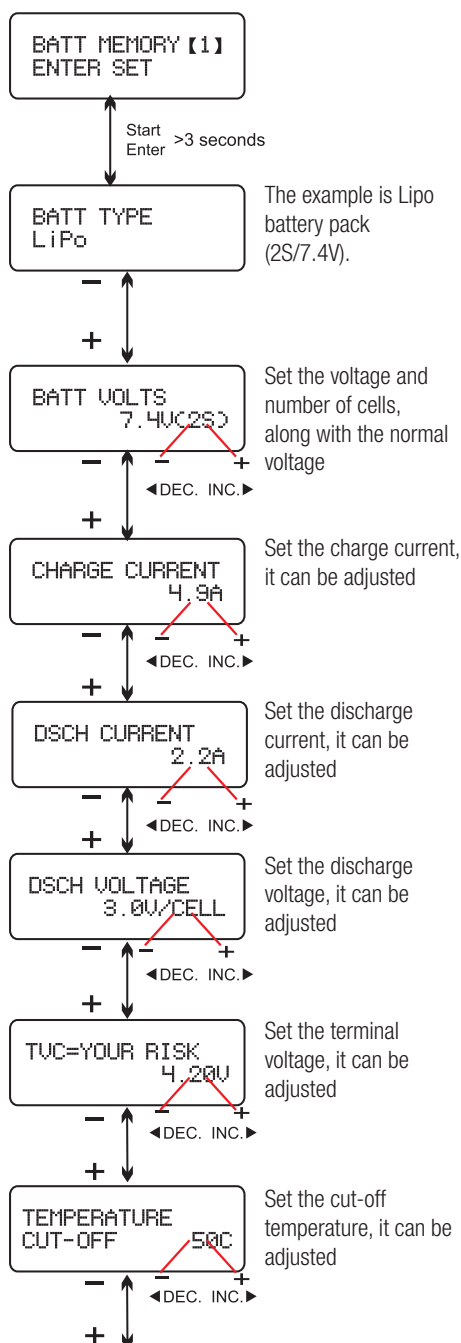 BATT MEMORY【1】
ENTER SET
Start
Enter >3 seconds
BATT TYPE
LiPo
The example is Lipo
battery pack
(2S/7.4V).
−
+
BATT VOLTS
7.4V(2S)
Set the voltage and
number of cells,
along with the normal
voltage
− − +
◀DEC. INC.▶
+
CHARGE CURRENT
4.9A
Set the charge current,
it can be adjusted
− − +
◀DEC. INC.▶
+
DSCH CURRENT
2.2A
Set the discharge
current, it can be
adjusted
− − +
◀DEC. INC.▶
+
DSCH VOLTAGE
3.0V/CELL
Set the discharge
voltage, it can be
adjusted
− − +
◀DEC. INC.▶
+
TVC=YOUR RISK
4.20V
Set the terminal
voltage, it can be
adjusted
− − +
◀DEC. INC.▶
+
TEMPERATURE
CUT-OFF 50C
Set the cut-off
temperature, it can be
adjusted
− − +
◀DEC. INC.▶
+